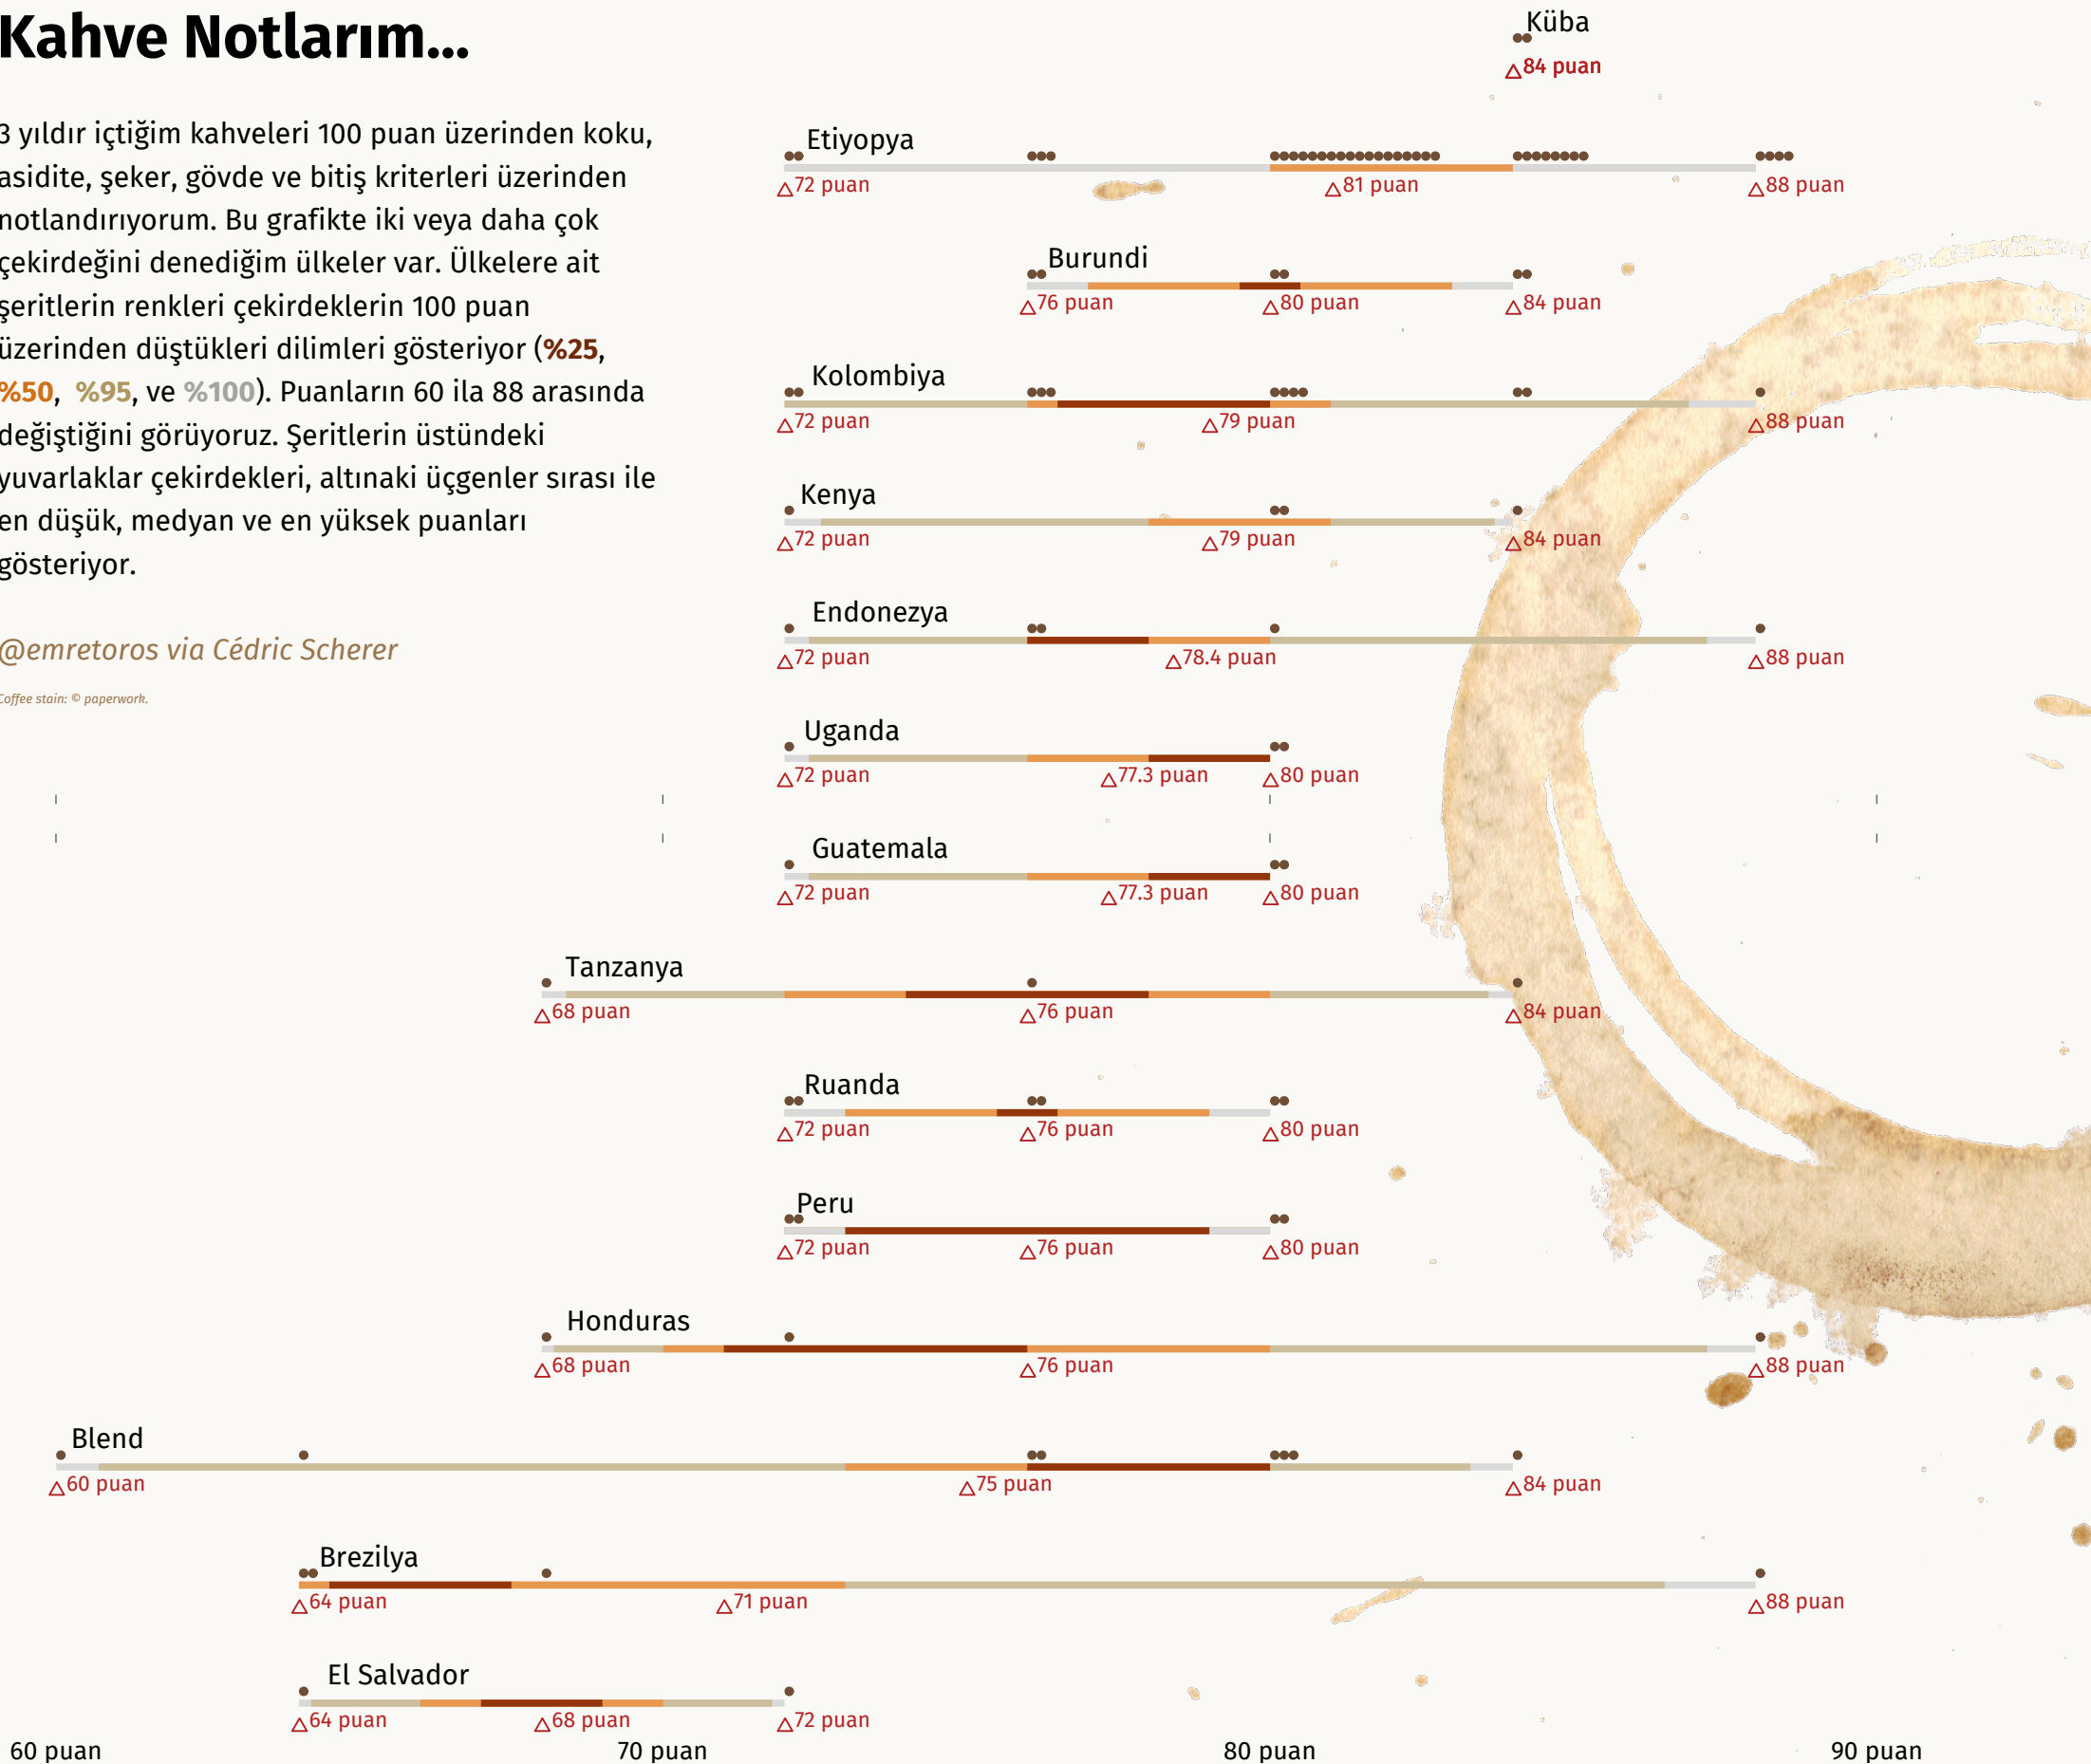 Kahve Notlarım...
3 yıldır içtiğim kahveleri 100 puan üzerinden koku,
asidite, şeker, gövde ve bitiş kriterleri üzerinden
notlandırıyorum. Bu grafikte iki veya daha çok
çekirdeğini denediğim ülkeler var. Ülkelere ait
şeritlerin renkleri çekirdeklerin 100 puan
üzerinden düştükleri dilimleri gösteriyor (%25,
%50, %95, ve %100). Puanların 60 ila 88 arasında
değiştiğini görüyoruz. Şeritlerin üstündeki
yuvarlaklar çekirdekleri, altınaki üçgenler sırası ile
en düşük, medyan ve en yüksek puanları
gösteriyor.
@emretoros via Cédric Scherer
Coffee stain: © paperwork.
Küba
84 puan
Etiyopya
72 puan 81 puan 88 puan
Burundi
76 puan 80 puan 84 puan
Kolombiya
72 puan 79 puan 88 puan
Kenya
72 puan 79 puan 84 puan
Endonezya
72 puan 78.4 puan 88 puan
Uganda
72 puan 77.3 puan 80 puan
Guatemala
72 puan 77.3 puan 80 puan
Tanzanya
68 puan 76 puan 84 puan
Ruanda
72 puan 76 puan 80 puan
Peru
72 puan 76 puan 80 puan
Honduras
68 puan 76 puan 88 puan
Blend
60 puan 75 puan 84 puan
Brezilya
64 puan 71 puan 88 puan
El Salvador
64 puan 68 puan 72 puan
60 puan 70 puan 80 puan 90 puan